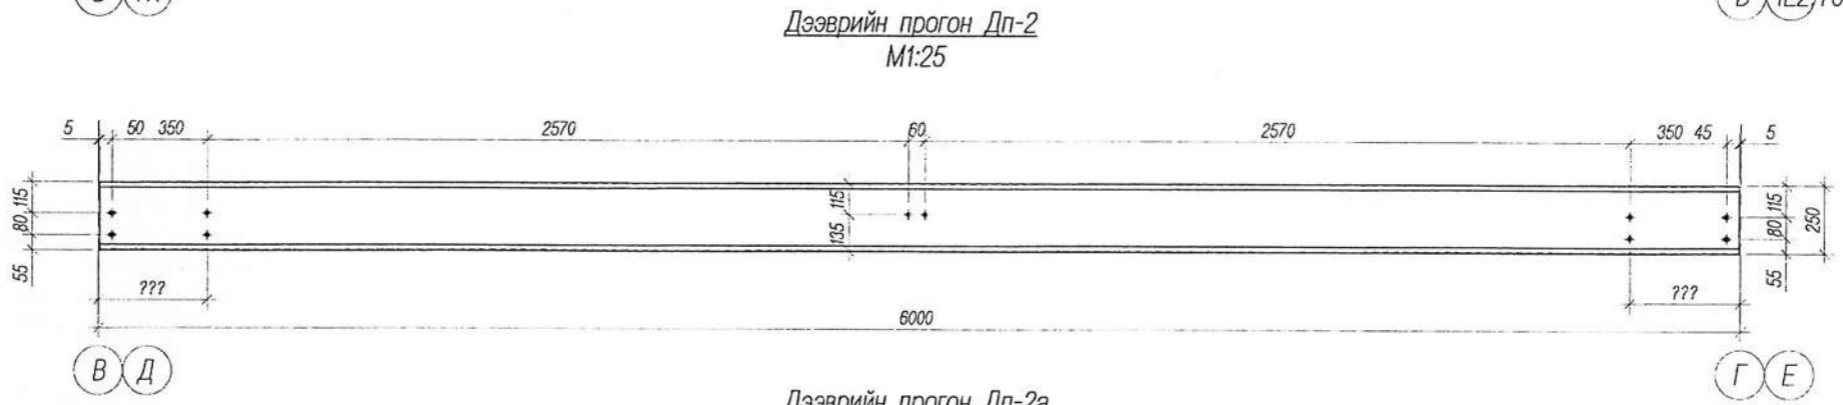 Дээврийн прогон Дп-2
М1:25
5 50 350 2570 60 2570 350 45 5
115 80 55
115 135
115 80 55 250
??? ???
6000
В Д Г Е
Дээврийн прогон Дп-2а